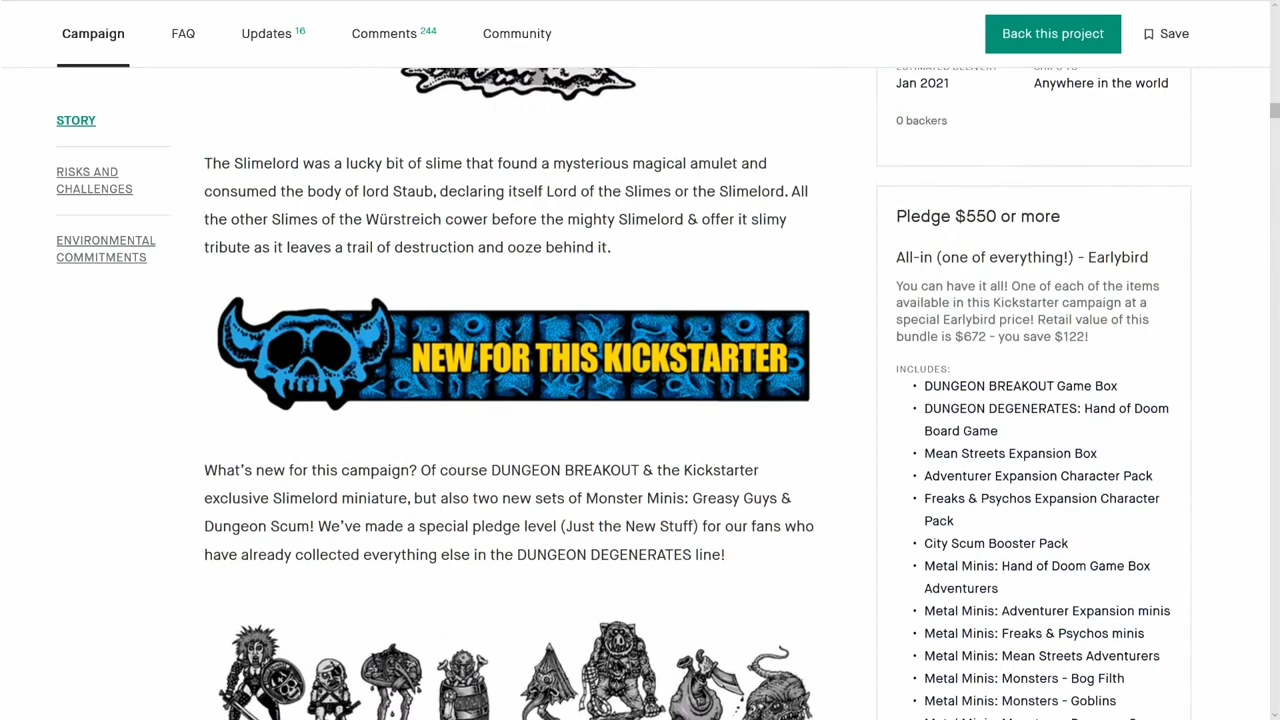 Campaign
FAQ
Updates 16
Comments 244
Community
Back this project
Save
STORY
RISKS AND
CHALLENGES
ENVIRONMENTAL
COMMITMENTS
The Slimelord was a lucky bit of slime that found a mysterious magical amulet and
consumed the body of lord Staub, declaring itself Lord of the Slimes or the Slimelord. All
the other Slimes of the Würstreich cower before the mighty Slimelord & offer it slimy
tribute as it leaves a trail of destruction and ooze behind it.
NEW FOR THIS KICKSTARTER
What's new for this campaign? Of course DUNGEON BREAKOUT & the Kickstarter
exclusive Slimelord miniature, but also two new sets of Monster Minis: Greasy Guys &
Dungeon Scum! We've made a special pledge level (Just the New Stuff) for our fans who
have already collected everything else in the DUNGEON DEGENERATES line!
Jan 2021
Anywhere in the world
0 backers
Pledge $550 or more
All-in (one of everything!) - Earlybird
You can have it all! One of each of the items
available in this Kickstarter campaign at a
special Earlybird price! Retail value of this
bundle is $672 - you save $122!
INCLUDES:
• DUNGEON BREAKOUT Game Box
• DUNGEON DEGENERATES: Hand of Doom
Board Game
• Mean Streets Expansion Box
• Adventurer Expansion Character Pack
• Freaks & Psychos Expansion Character
Pack
• City Scum Booster Pack
• Metal Minis: Hand of Doom Game Box
Adventurers
• Metal Minis: Adventurer Expansion minis
• Metal Minis: Freaks & Psychos minis
• Metal Minis: Mean Streets Adventurers
• Metal Minis: Monsters - Bog Filth
• Metal Minis: Monsters - Goblins